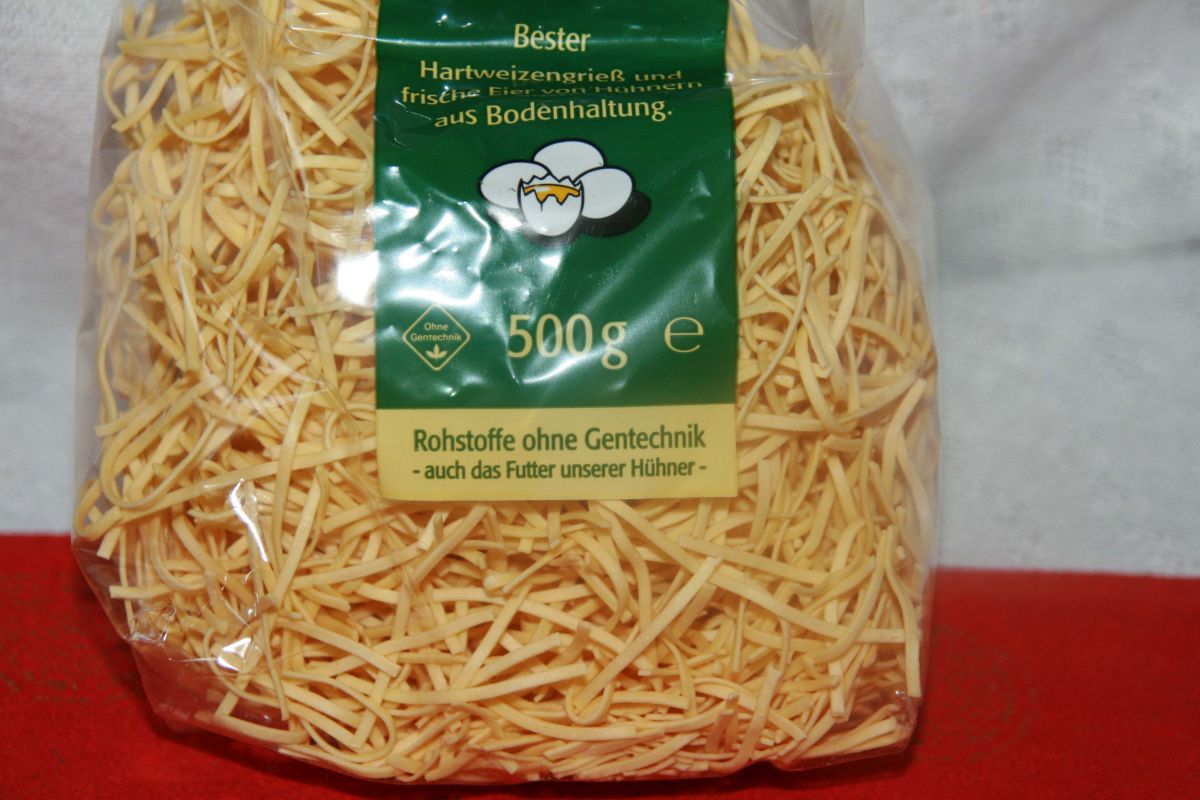 Bester
Hartweizengrieß und
frische Eier von Hühnern
aus Bodenhaltung.
Ohne
Gentechnik
500g ℮
Rohstoffe ohne Gentechnik
- auch das Futter unserer Hühner -